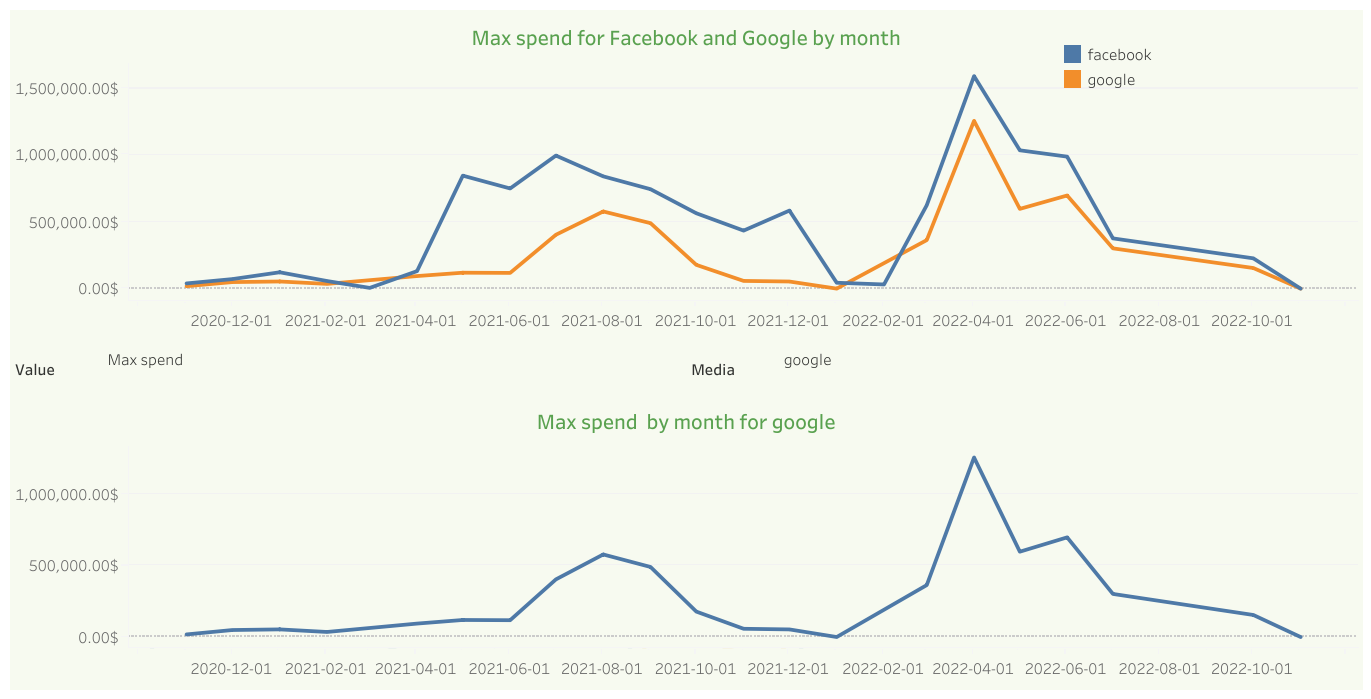 Max spend for Facebook and Google by month
facebook
google
1,500,000.00$
1,000,000.00$
500,000.00$
0.00$
2020-12-01 2021-02-01 2021-04-01 2021-06-01 2021-08-01 2021-10-01 2021-12-01 2022-02-01 2022-04-01 2022-06-01 2022-08-01 2022-10-01
Value Max spend Media google
Max spend  by month for google
1,000,000.00$
500,000.00$
0.00$
2020-12-01 2021-02-01 2021-04-01 2021-06-01 2021-08-01 2021-10-01 2021-12-01 2022-02-01 2022-04-01 2022-06-01 2022-08-01 2022-10-01